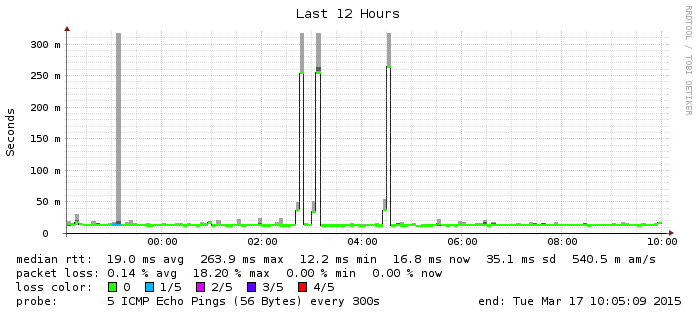 Last 12 Hours
RRDTOOL / TOBI OETIKER
Seconds
300 m
250 m
200 m
150 m
100 m
50 m
0
00:00 02:00 04:00 06:00 08:00 10:00
median rtt: 19.0 ms avg 263.9 ms max 12.2 ms min 16.8 ms now 35.1 ms sd 540.5 m am/s
packet loss: 0.14 % avg 18.20 % max 0.00 % min 0.00 % now
loss color: 0 1/5 2/5 3/5 4/5
probe: 5 ICMP Echo Pings (56 Bytes) every 300s end: Tue Mar 17 10:05:09 2015